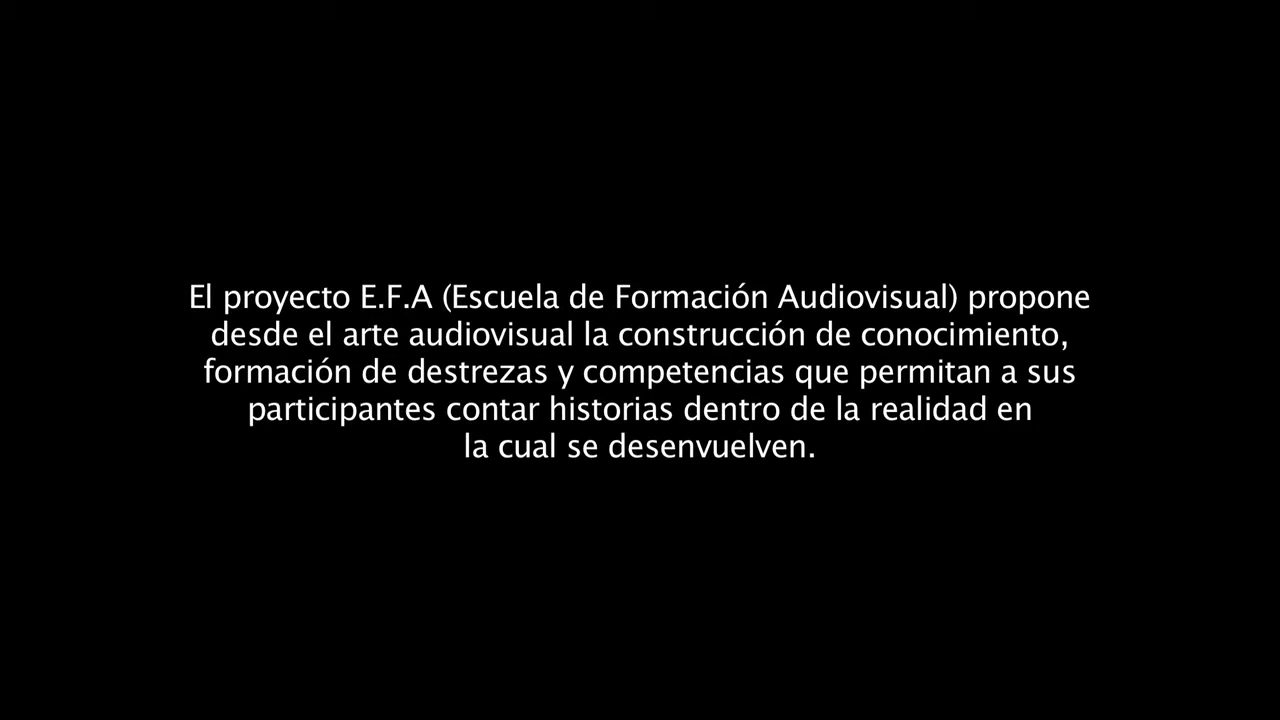 El proyecto E.F.A (Escuela de Formación Audiovisual) propone
desde el arte audiovisual la construcción de conocimiento,
formación de destrezas y competencias que permitan a sus
participantes contar historias dentro de la realidad en
la cual se desenvuelven.